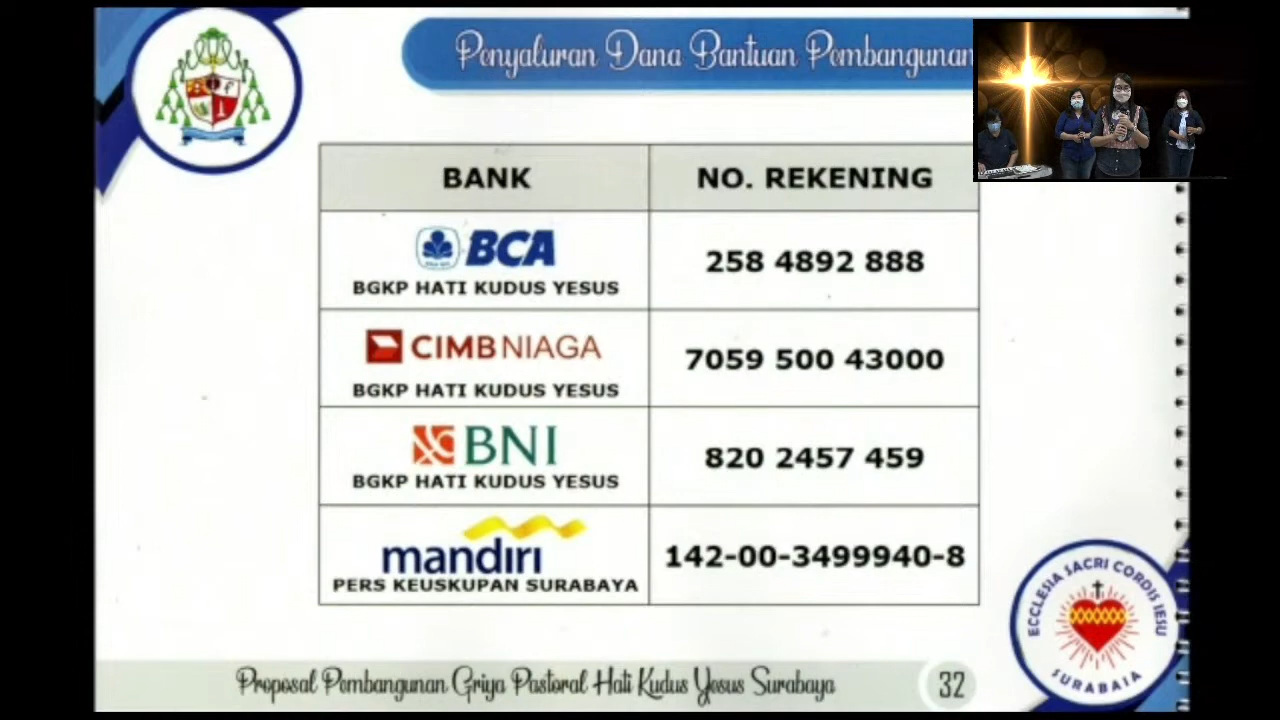 Penyaluran Dana Bantuan Pembangunan
BANK
NO. REKENING
BCA
BGKP HATI KUDUS YESUS
258 4892 888
CIMB NIAGA
BGKP HATI KUDUS YESUS
7059 500 43000
BNI
BGKP HATI KUDUS YESUS
820 2457 459
mandiri
PERS KEUSKUPAN SURABAYA
142-00-3499940-8
ECCLESIA SACRI CORDIS IESU
SURABAIA
Proposal Pembangunan Griya Pastoral Hati Kudus Yesus Surabaya
32